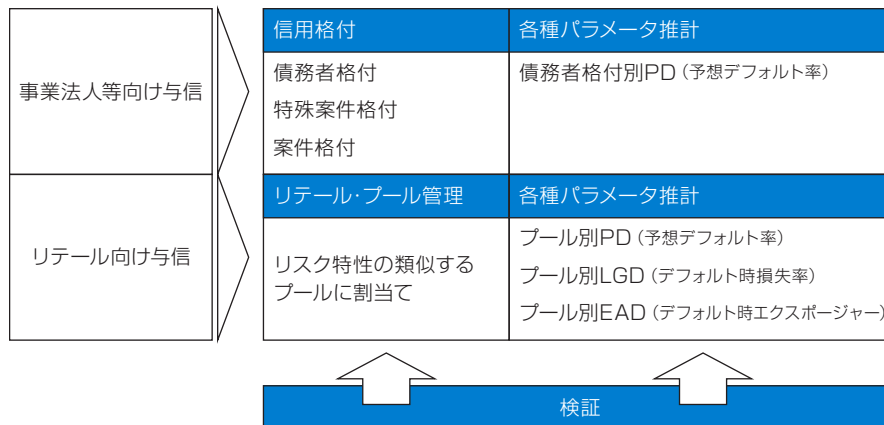 事業法人等向け与信
信用格付
各種パラメータ推計
債務者格付
特殊案件格付
案件格付
債務者格付別PD（予想デフォルト率）
リテール向け与信
リテール・プール管理
各種パラメータ推計
リスク特性の類似する
プールに割当て
プール別PD（予想デフォルト率）
プール別LGD（デフォルト時損失率）
プール別EAD（デフォルト時エクスポージャー）
検証